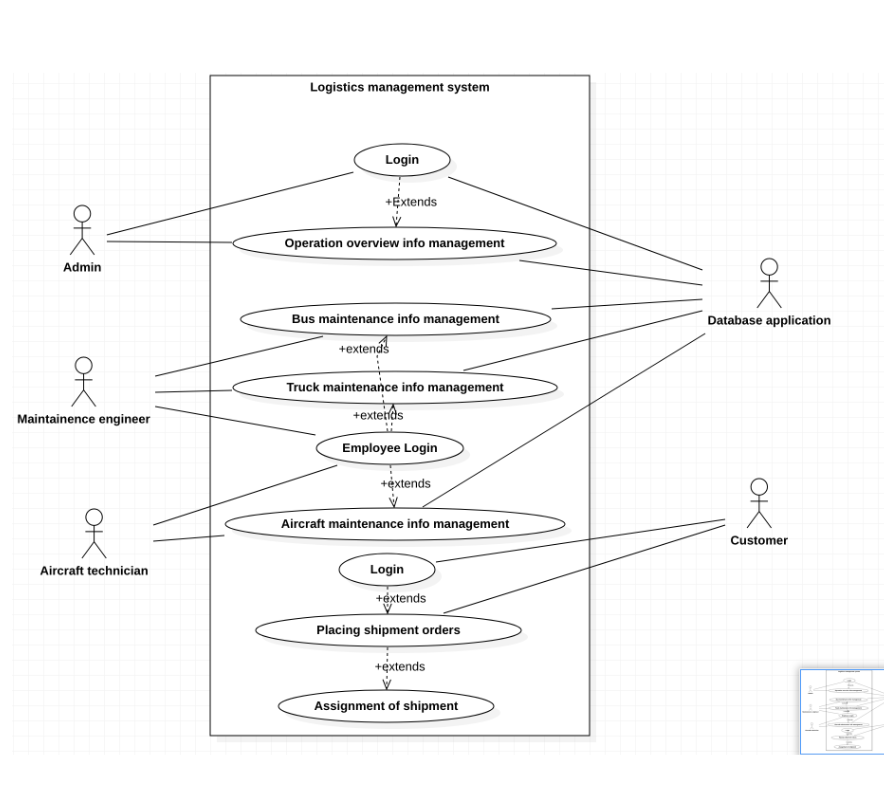 Logistics management system
Login
+Extends
Operation overview info management
Admin
Database application
Bus maintenance info management
+extends
Truck maintenance info management
Maintainence engineer
+extends
Employee Login
+extends
Aircraft maintenance info management
Customer
Aircraft technician
Login
+extends
Placing shipment orders
+extends
Assignment of shipment